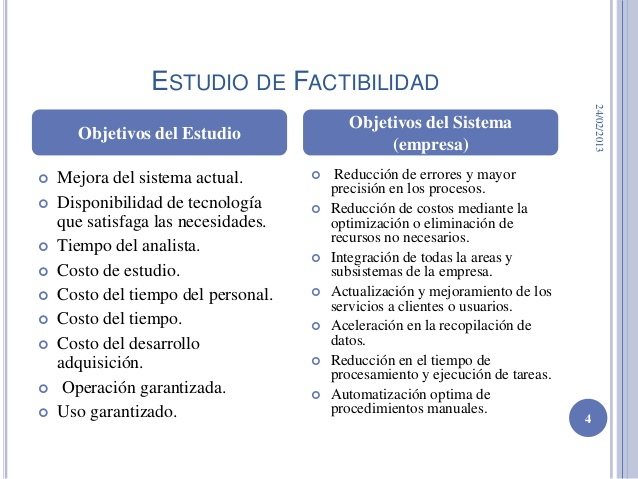 ESTUDIO DE FACTIBILIDAD
24/02/2013
Objetivos del Estudio
Mejora del sistema actual.
Disponibilidad de tecnología
que satisfaga las necesidades.
Tiempo del analista.
Costo de estudio.
Costo del tiempo del personal.
Costo del tiempo.
Costo del desarrollo
adquisición.
Operación garantizada.
Uso garantizado.
Objetivos del Sistema
(empresa)
Reducción de errores y mayor
precisión en los procesos.
Reducción de costos mediante la
optimización o eliminación de
recursos no necesarios.
Integración de todas la areas y
subsistemas de la empresa.
Actualización y mejoramiento de los
servicios a clientes o usuarios.
Aceleración en la recopilación de
datos.
Reducción en el tiempo de
procesamiento y ejecución de tareas.
Automatización optima de
procedimientos manuales.
4